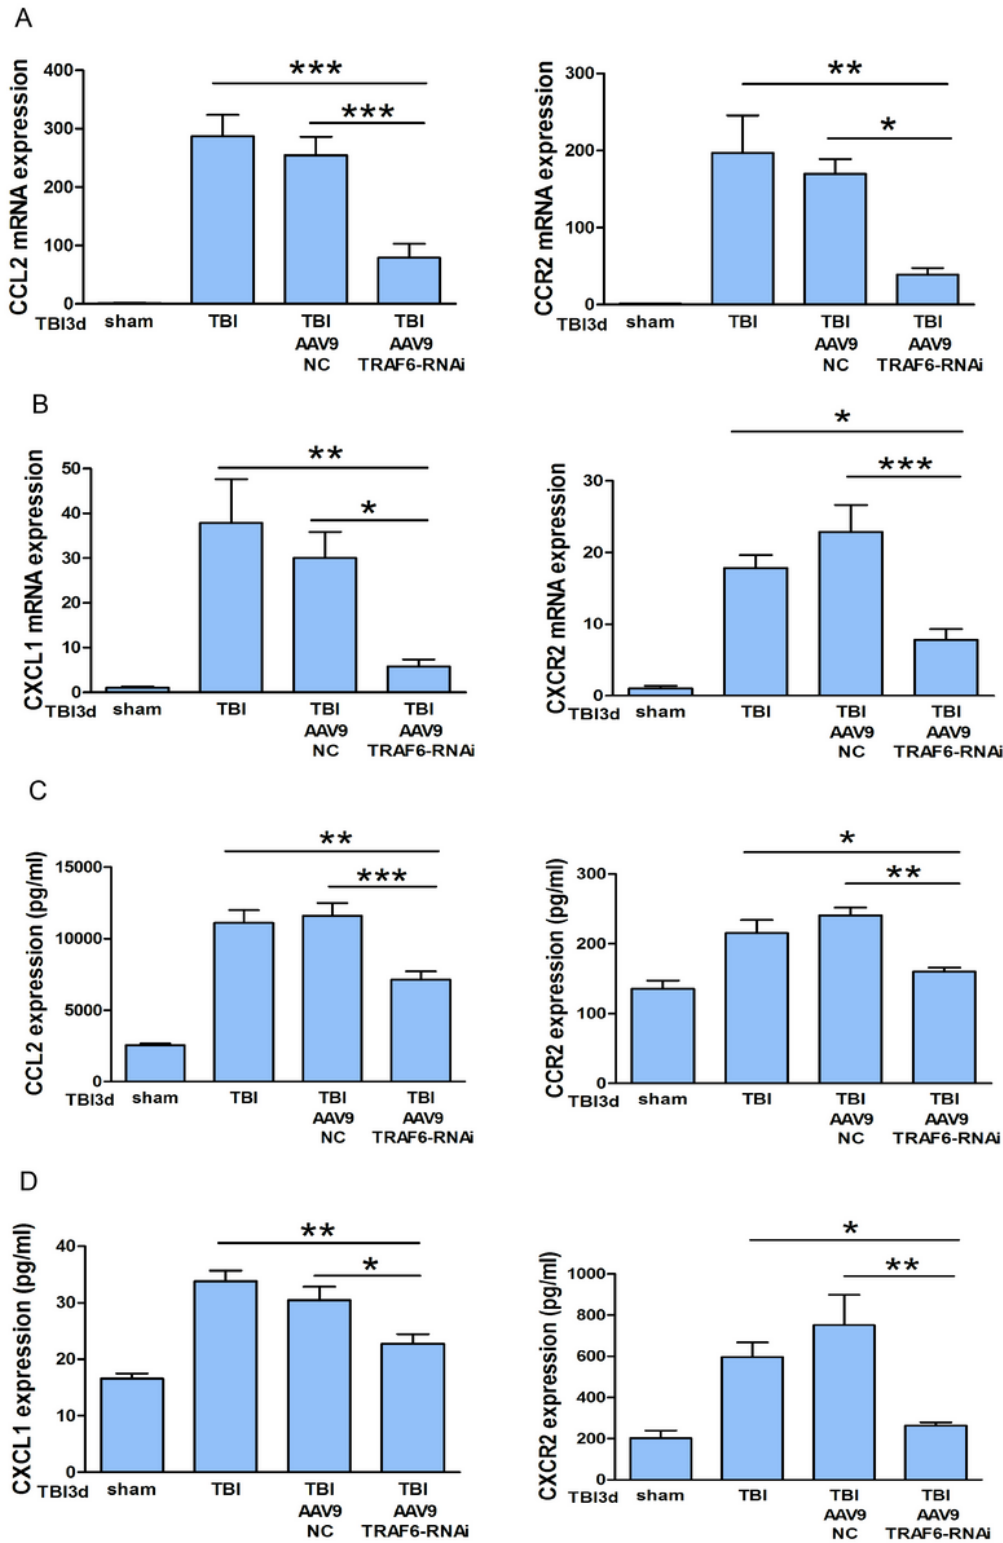 A
CCL2 mRNA expression
400
300
200
100
0
***
***
TBI3d
sham
TBI
TBI
AAV9
NC
TBI
AAV9
TRAF6-RNAi
CCR2 mRNA expression
300
200
100
0
**
*
TBI3d
sham
TBI
TBI
AAV9
NC
TBI
AAV9
TRAF6-RNAi
B
CXCL1 mRNA expression
50
40
30
20
10
0
**
*
TBI3d
sham
TBI
TBI
AAV9
NC
TBI
AAV9
TRAF6-RNAi
CXCR2 mRNA expression
30
20
10
0
*
***
TBI3d
sham
TBI
TBI
AAV9
NC
TBI
AAV9
TRAF6-RNAi
C
CCL2 expression (pg/ml)
15000
10000
5000
0
**
***
TBI3d
sham
TBI
TBI
AAV9
NC
TBI
AAV9
TRAF6-RNAi
CCR2 expression (pg/ml)
300
200
100
0
*
**
TBI3d
sham
TBI
TBI
AAV9
NC
TBI
AAV9
TRAF6-RNAi
D
CXCL1 expression (pg/ml)
40
30
20
10
0
**
*
TBI3d
sham
TBI
TBI
AAV9
NC
TBI
AAV9
TRAF6-RNAi
CXCR2 expression (pg/ml)
1000
800
600
400
200
0
*
**
TBI3d
sham
TBI
TBI
AAV9
NC
TBI
AAV9
TRAF6-RNAi